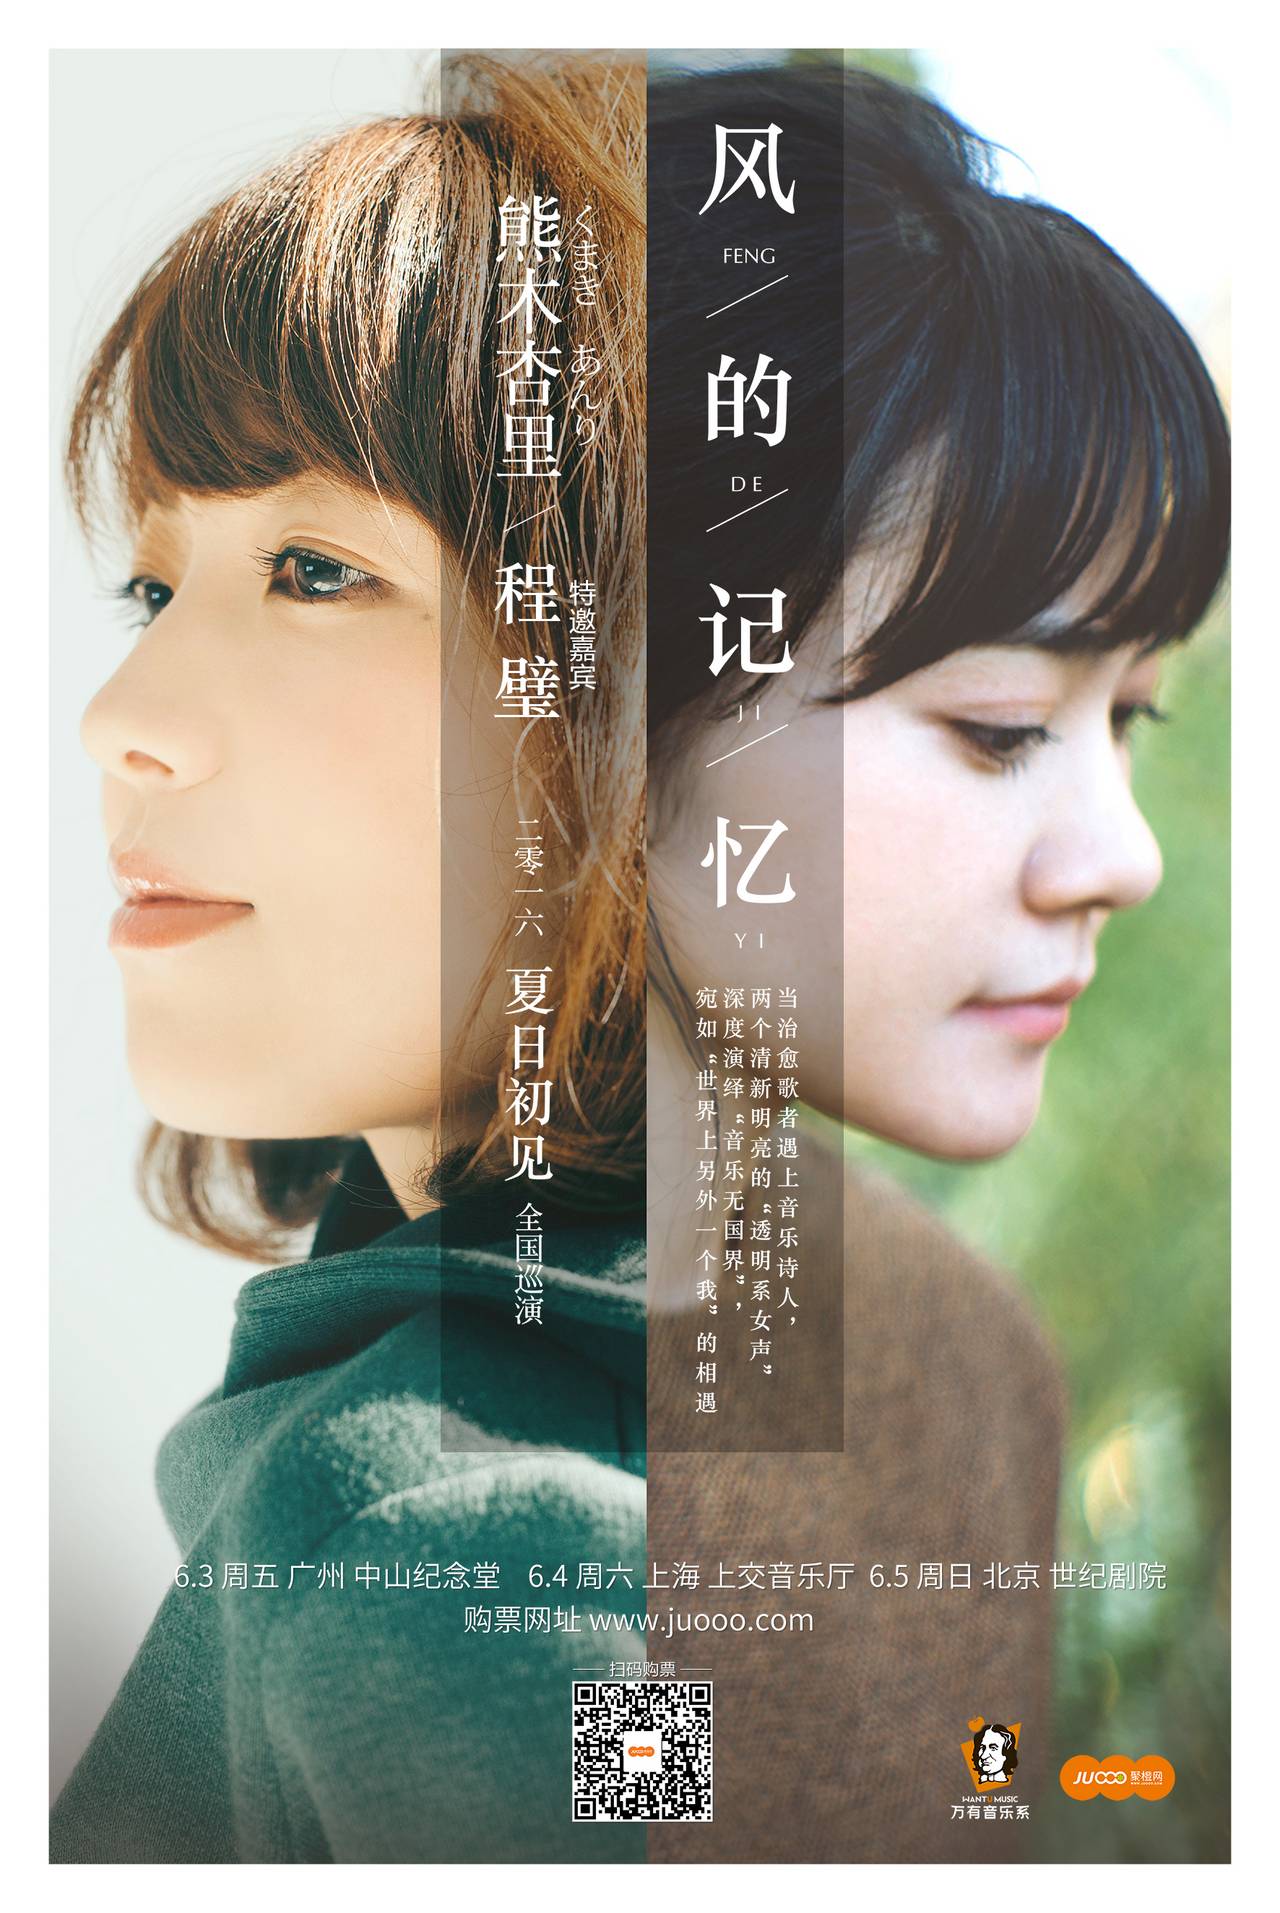 风
FENG
的
DE
记
JI
忆
YI
当治愈歌者遇上音乐诗人，
两个清新明亮的“透明系女声”
深度演绎“音乐无国界”，
宛如“世界上另外一个我”的相遇
くまき あんり
熊木杏里/程璧
特邀嘉宾
二零一六 夏日初见 全国巡演
6.3 周五 广州 中山纪念堂 6.4 周六 上海 上交音乐厅 6.5 周日 北京 世纪剧院
购票网址 www.juooo.com
扫码购票
WANTU MUSIC
万有音乐系
JUOOO 聚橙网